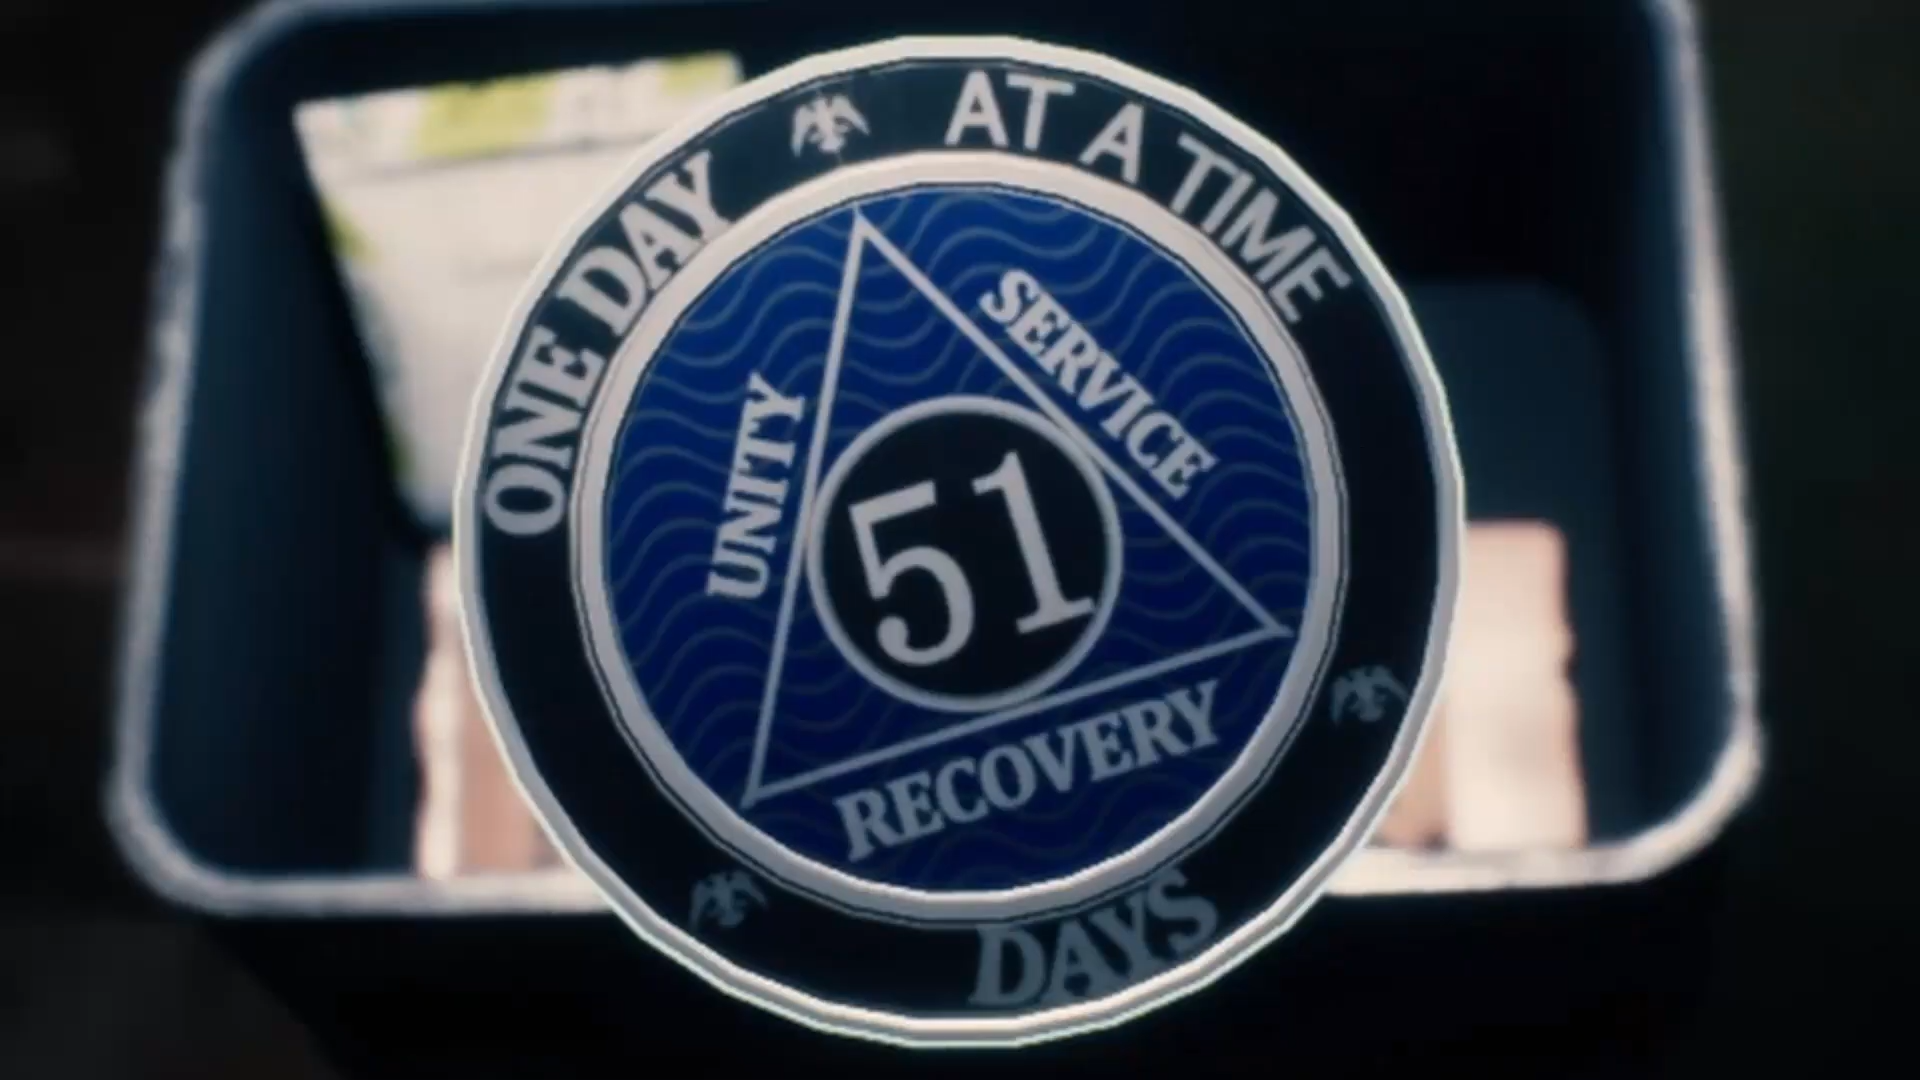 ONE DAY AT A TIME
UNITY
SERVICE
51
RECOVERY
DAYS